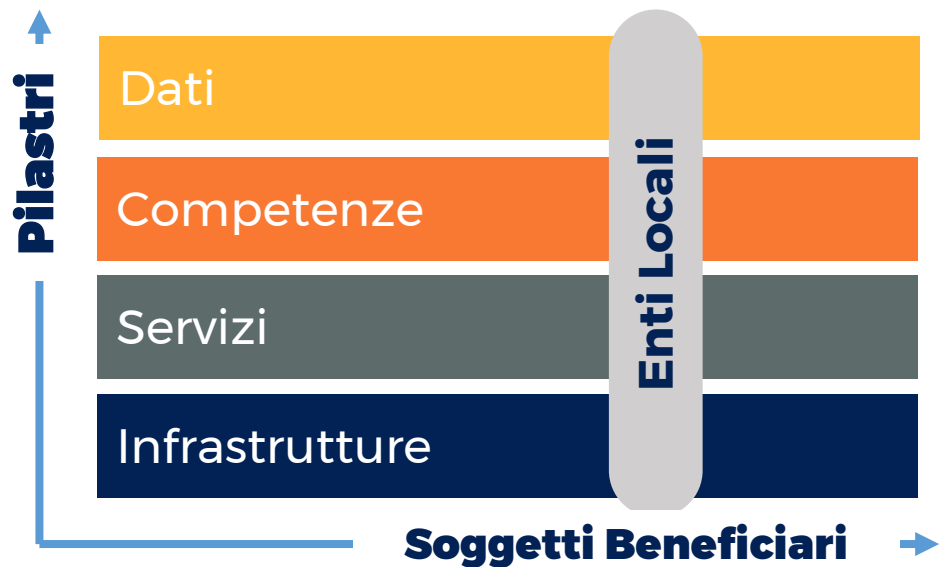 Pilastri
Dati
Competenze
Servizi
Infrastrutture
Enti Locali
Soggetti Beneficiari